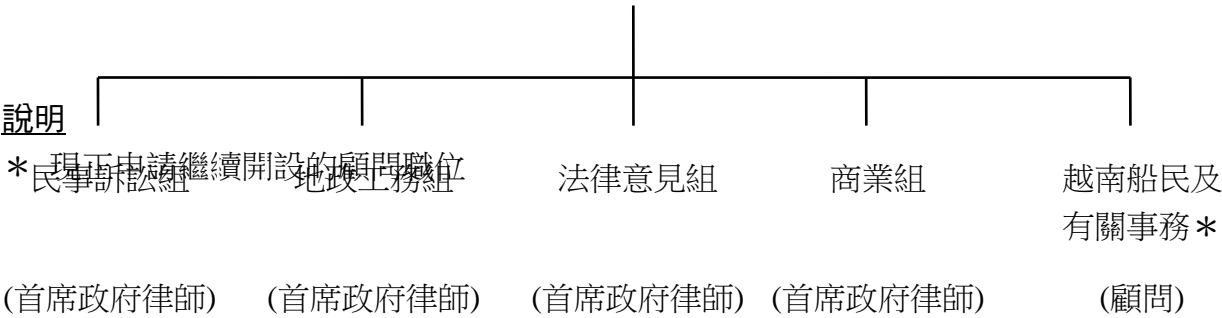 說明
＊ 現正申請繼續開設的顧問職位
民事訴訟組 地政工務組 法律意見組 商業組 越南船民及
有關事務＊
(首席政府律師) (首席政府律師) (首席政府律師) (首席政府律師) (顧問)